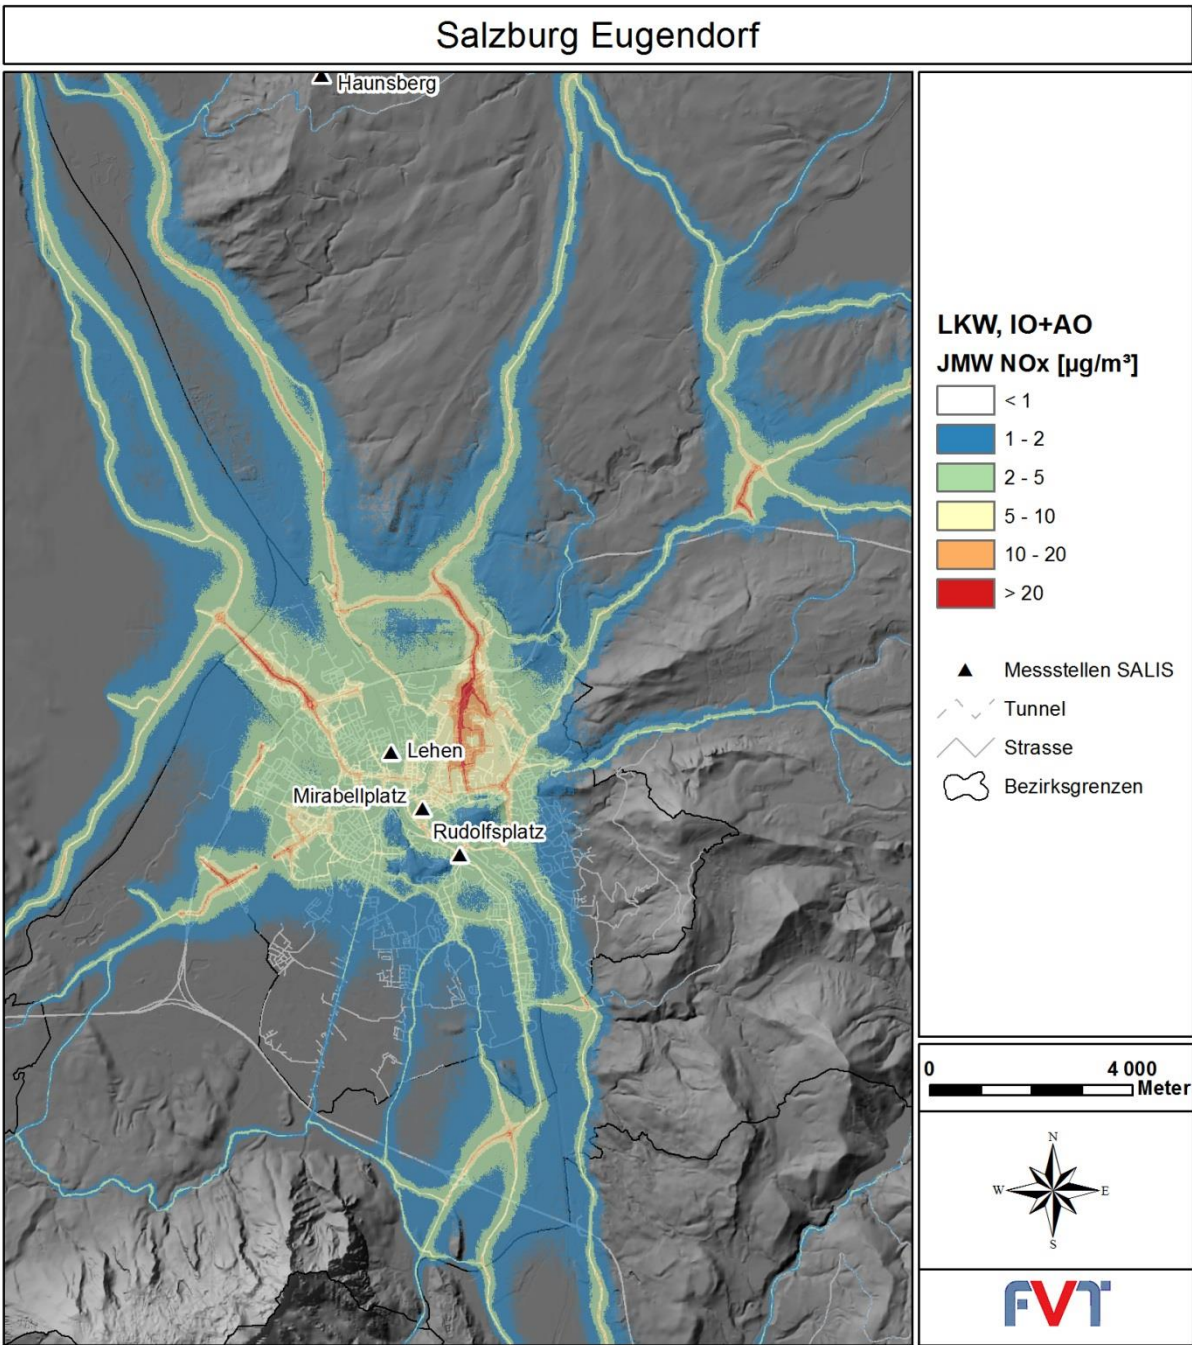 Salzburg Eugendorf
Haunsberg
Lehen
Mirabellplatz
Rudolfsplatz
LKW, IO+AO
JMW NOx [µg/m³]
< 1
1 - 2
2 - 5
5 - 10
10 - 20
> 20
Messstellen SALIS
Tunnel
Strasse
Bezirksgrenzen
0 4 000
Meter
N
W E
S
FVT